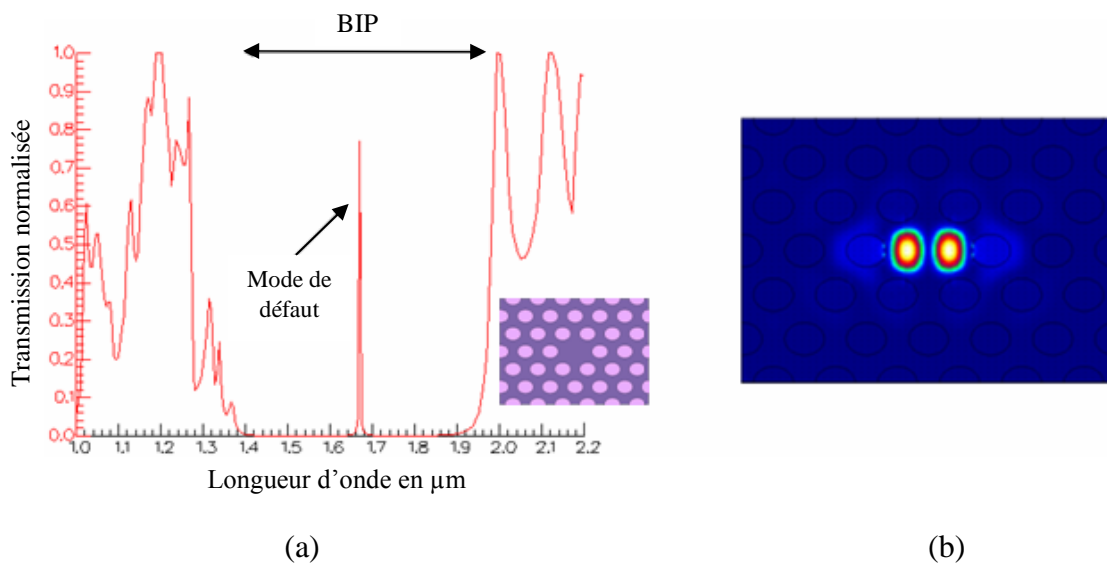 BIP
Transmission normalisée
1.0
0.9
0.8
0.7
0.6
0.5
0.4
0.3
0.2
0.1
0.0
Mode de
défaut
1.0 1.1 1.2 1.3 1.4 1.5 1.6 1.7 1.8 1.9 2.0 2.1 2.2
Longueur d’onde en µm
(a) (b)